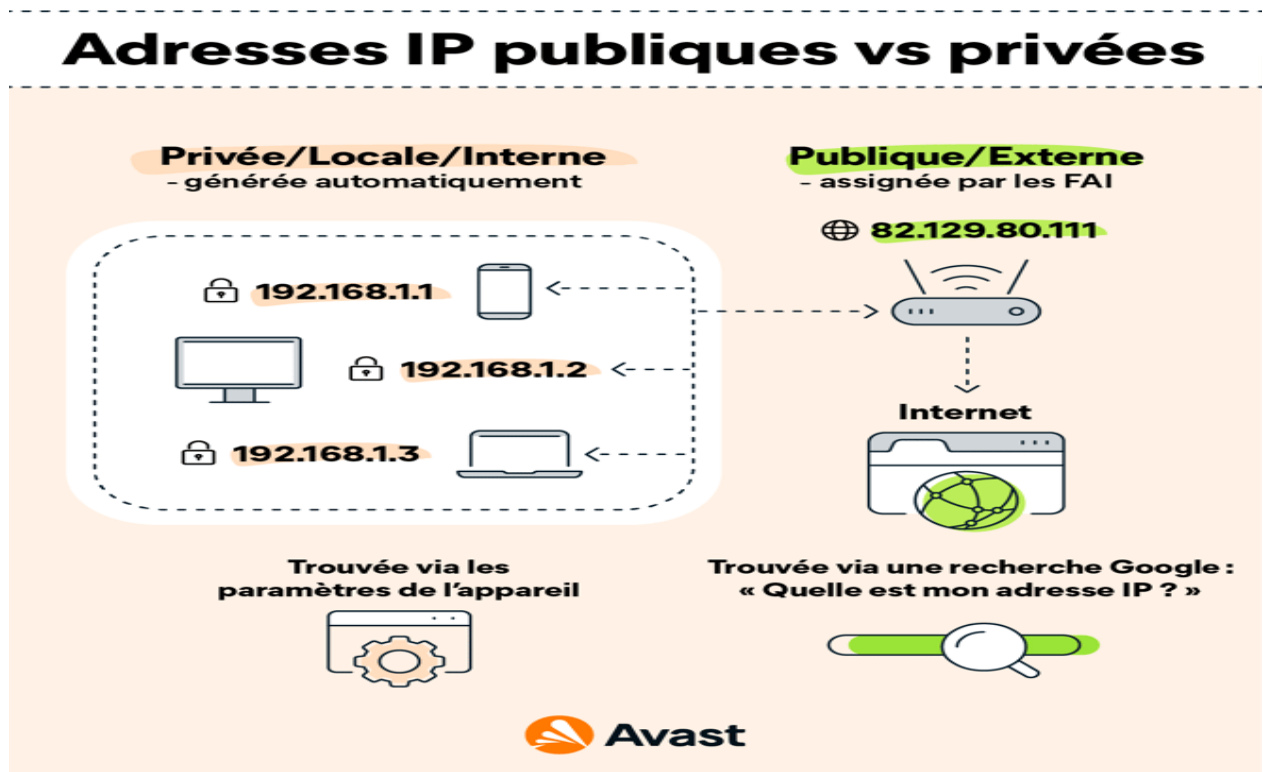 Adresses IP publiques vs privées
Privée/Locale/Interne
- générée automatiquement
192.168.1.1
192.168.1.2
192.168.1.3
Trouvée via les
paramètres de l'appareil
Publique/Externe
- assignée par les FAI
82.129.80.111
Internet
Trouvée via une recherche Google :
« Quelle est mon adresse IP ? »
Avast